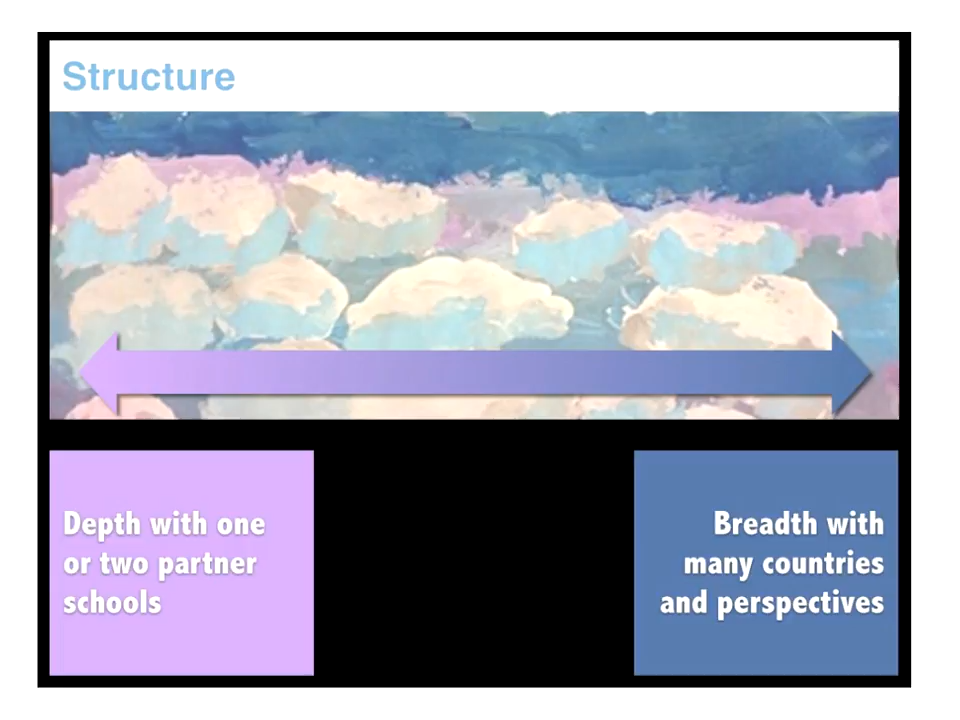 Structure
Depth with one
or two partner
schools
Breadth with
many countries
and perspectives